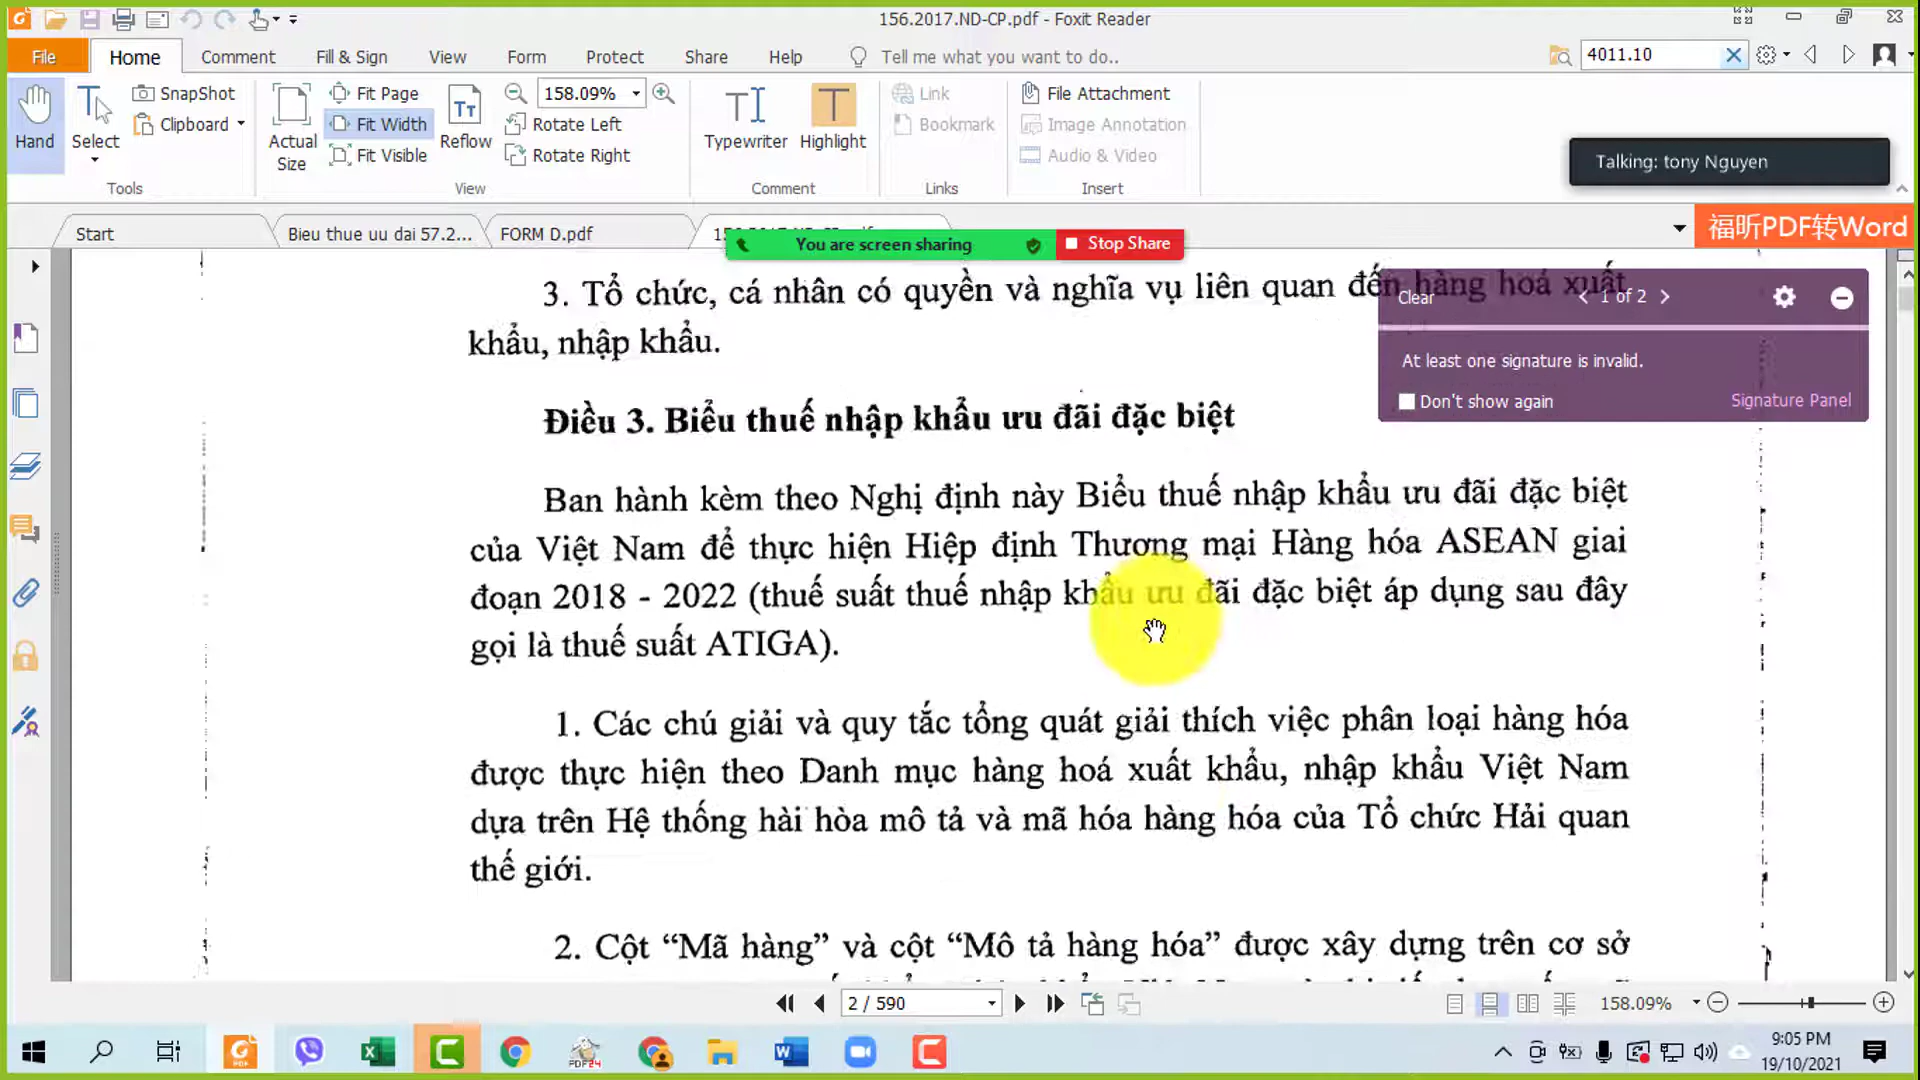 156.2017.ND-CP.pdf - Foxit Reader
File Home Comment Fill & Sign View Form Protect Share Help Tell me what you want to do.. 4011.10
Hand Select SnapShot Clipboard Actual Size Fit Page Fit Width Fit Visible Reflow 158.09% Rotate Left Rotate Right Typewriter Highlight Link Bookmark File Attachment Image Annotation Audio & Video
Tools View Comment Links Insert
Talking: tony Nguyen
Start Bieu thue uu dai 57.2... FORM D.pdf
福昕PDF转Word
You are screen sharing Stop Share
3. Tổ chức, cá nhân có quyền và nghĩa vụ liên quan đến hàng hoá xuất
khẩu, nhập khẩu.
Clear 1 of 2
At least one signature is invalid.
Don't show again Signature Panel
Điều 3. Biểu thuế nhập khẩu ưu đãi đặc biệt
Ban hành kèm theo Nghị định này Biểu thuế nhập khẩu ưu đãi đặc biệt
của Việt Nam để thực hiện Hiệp định Thương mại Hàng hóa ASEAN giai
đoạn 2018 - 2022 (thuế suất thuế nhập khẩu ưu đãi đặc biệt áp dụng sau đây
gọi là thuế suất ATIGA).
1. Các chú giải và quy tắc tổng quát giải thích việc phân loại hàng hóa
được thực hiện theo Danh mục hàng hoá xuất khẩu, nhập khẩu Việt Nam
dựa trên Hệ thống hài hòa mô tả và mã hóa hàng hóa của Tổ chức Hải quan
thế giới.
2. Cột “Mã hàng” và cột “Mô tả hàng hóa” được xây dựng trên cơ sở
2 / 590
158.09%
9:05 PM
19/10/2021